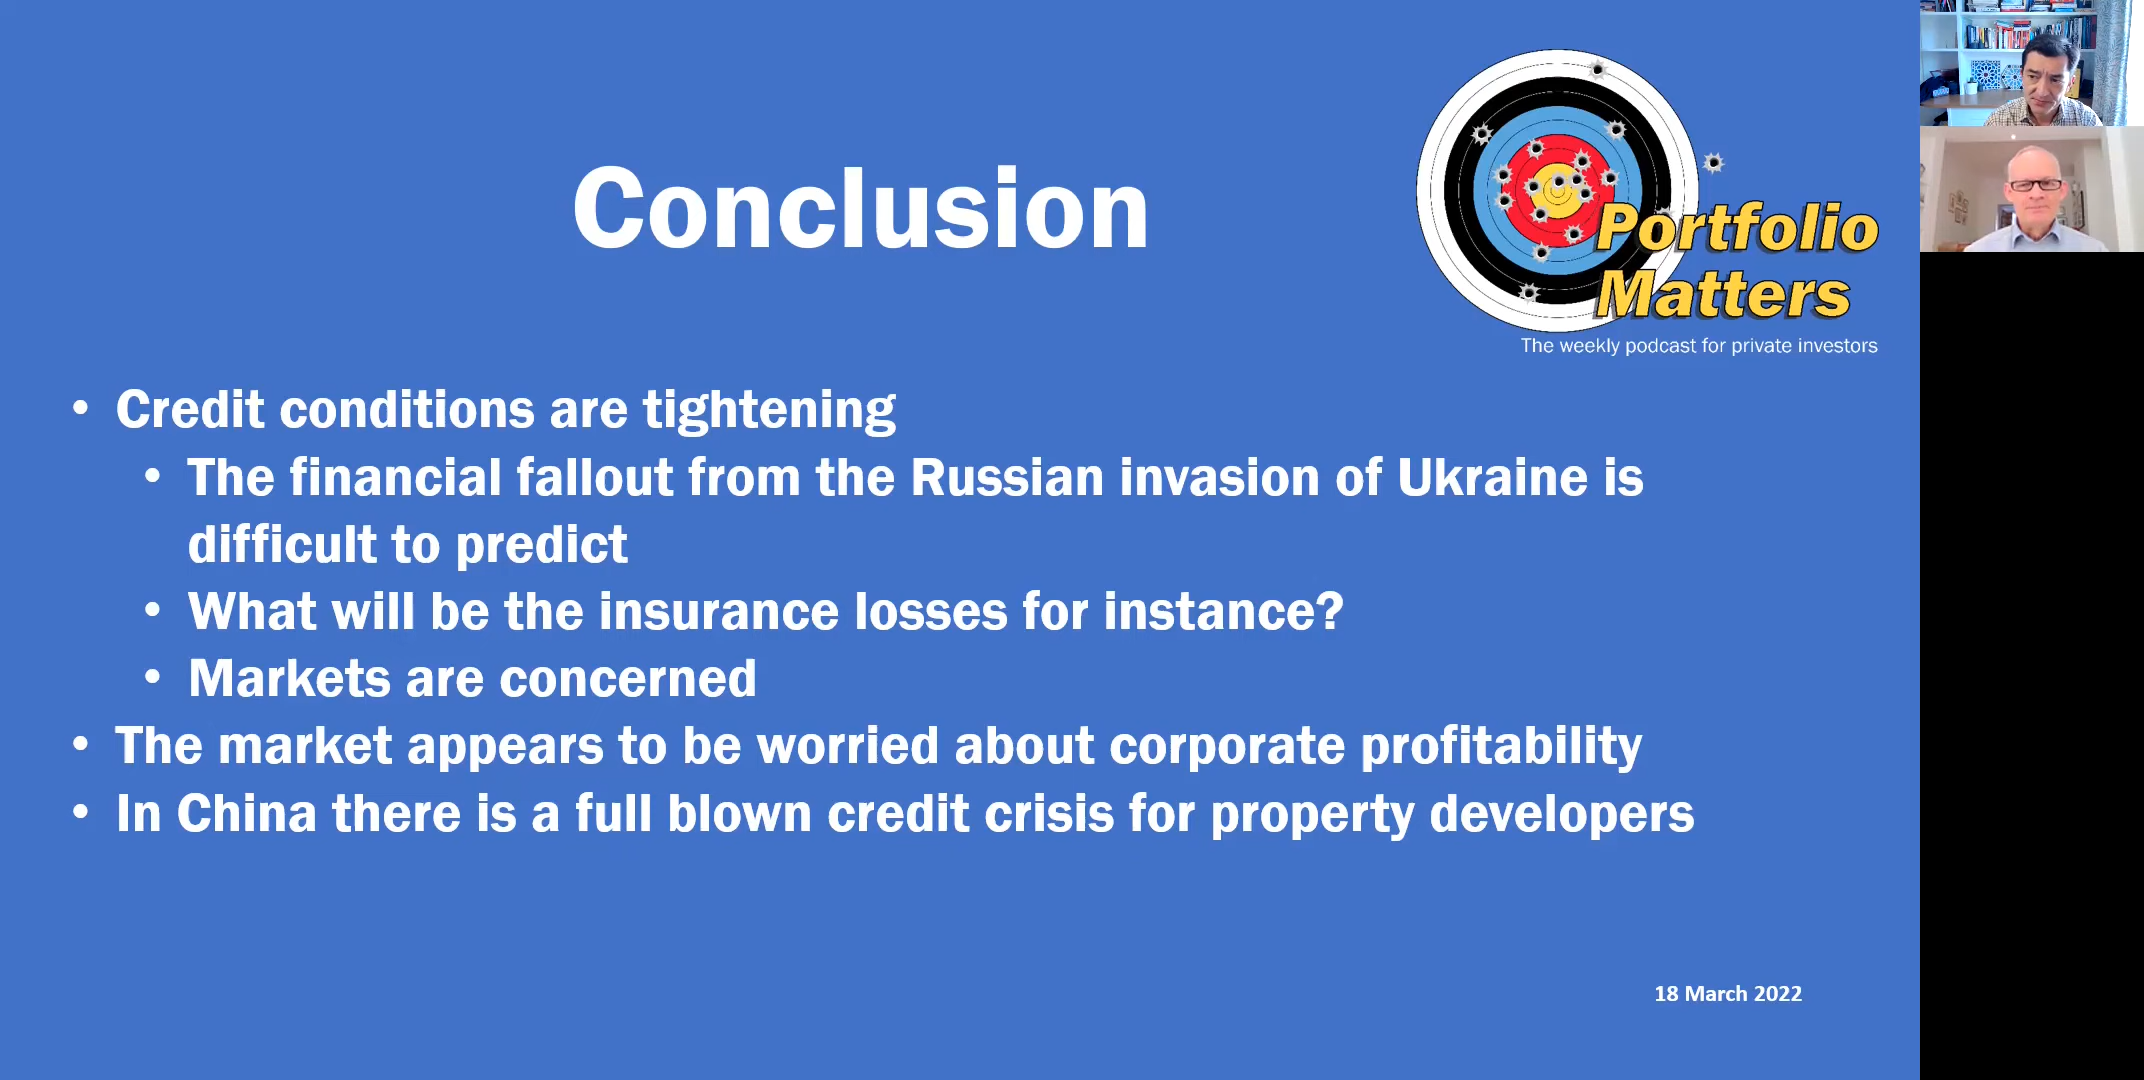 Conclusion
Portfolio
Matters
The weekly podcast for private investors
• Credit conditions are tightening
• The financial fallout from the Russian invasion of Ukraine is
difficult to predict
• What will be the insurance losses for instance?
• Markets are concerned
• The market appears to be worried about corporate profitability
• In China there is a full blown credit crisis for property developers
18 March 2022